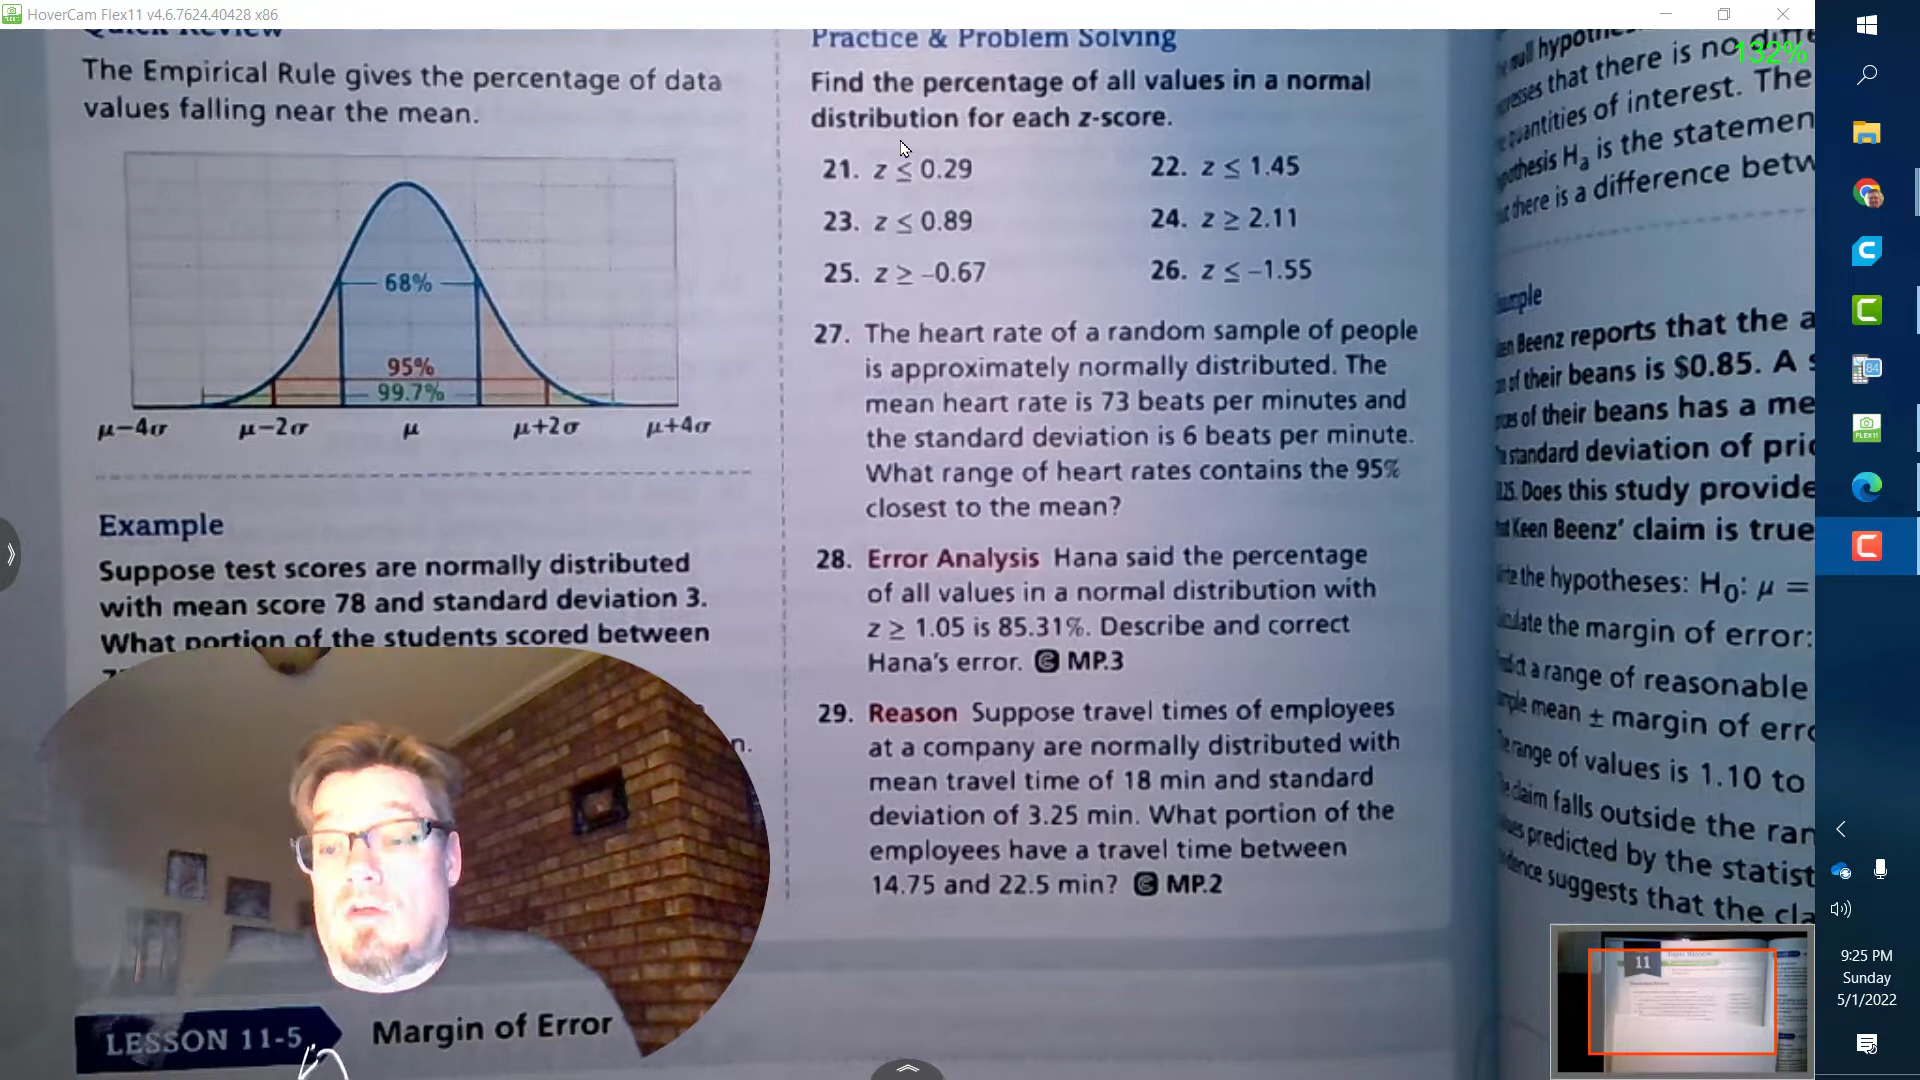 HoverCam Flex11 v4.6.7624.40428 x86
132%
Quick Review
The Empirical Rule gives the percentage of data
values falling near the mean.
68%
95%
99.7%
μ−4σ μ−2σ μ μ+2σ μ+4σ
Example
Suppose test scores are normally distributed
with mean score 78 and standard deviation 3.
What portion of the students scored between
n.
LESSON 11-5 Margin of Error
Practice & Problem Solving
Find the percentage of all values in a normal
distribution for each z-score.
21. z ≤ 0.29 22. z ≤ 1.45
23. z ≤ 0.89 24. z ≥ 2.11
25. z ≥ −0.67 26. z ≤ −1.55
27. The heart rate of a random sample of people
is approximately normally distributed. The
mean heart rate is 73 beats per minutes and
the standard deviation is 6 beats per minute.
What range of heart rates contains the 95%
closest to the mean?
28. Error Analysis Hana said the percentage
of all values in a normal distribution with
z ≥ 1.05 is 85.31%. Describe and correct
Hana's error. MP.3
29. Reason Suppose travel times of employees
at a company are normally distributed with
mean travel time of 18 min and standard
deviation of 3.25 min. What portion of the
employees have a travel time between
14.75 and 22.5 min? MP.2
null
that there is no
of interest. The
Hₐ is the statemen
there is a difference betw
Beenz reports that the a
of their beans is $0.85. A
of their beans has a me
standard deviation of pric
Does this study provide
Keen Beenz' claim is true
the hypotheses: H₀: μ =
the margin of error:
a range of reasonable
mean ± margin of erro
range of values is 1.10 to
claim falls outside the ran
predicted by the statist
suggests that the cla
11
84
FLEX11
9:25 PM
Sunday
5/1/2022